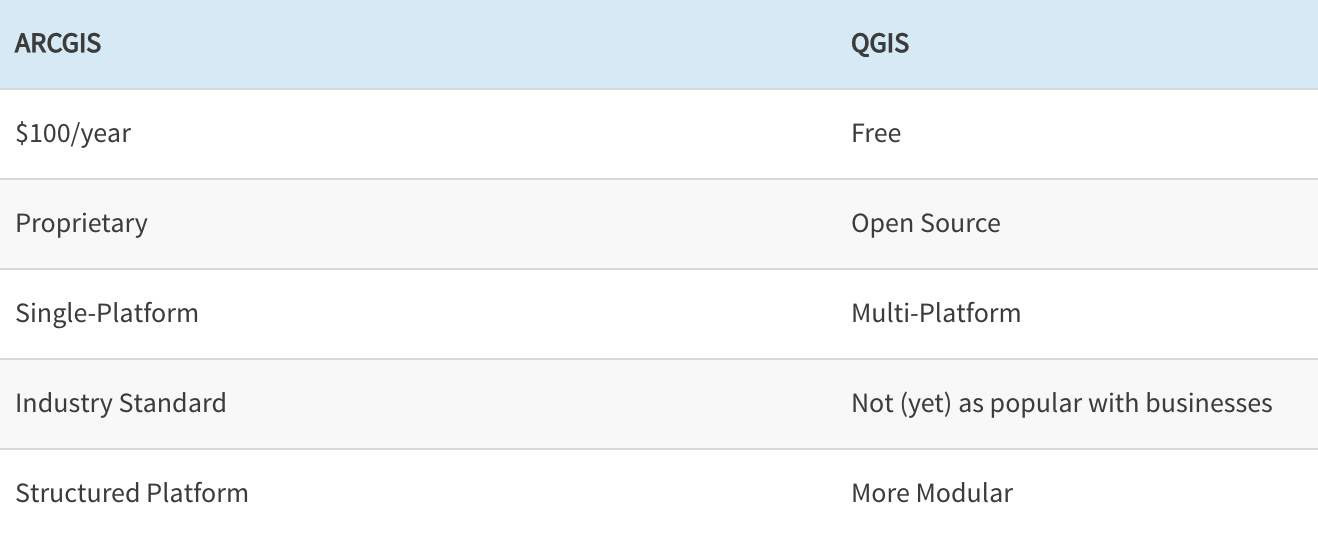 ARCGIS QGIS
$100/year Free
Proprietary Open Source
Single-Platform Multi-Platform
Industry Standard Not (yet) as popular with businesses
Structured Platform More Modular